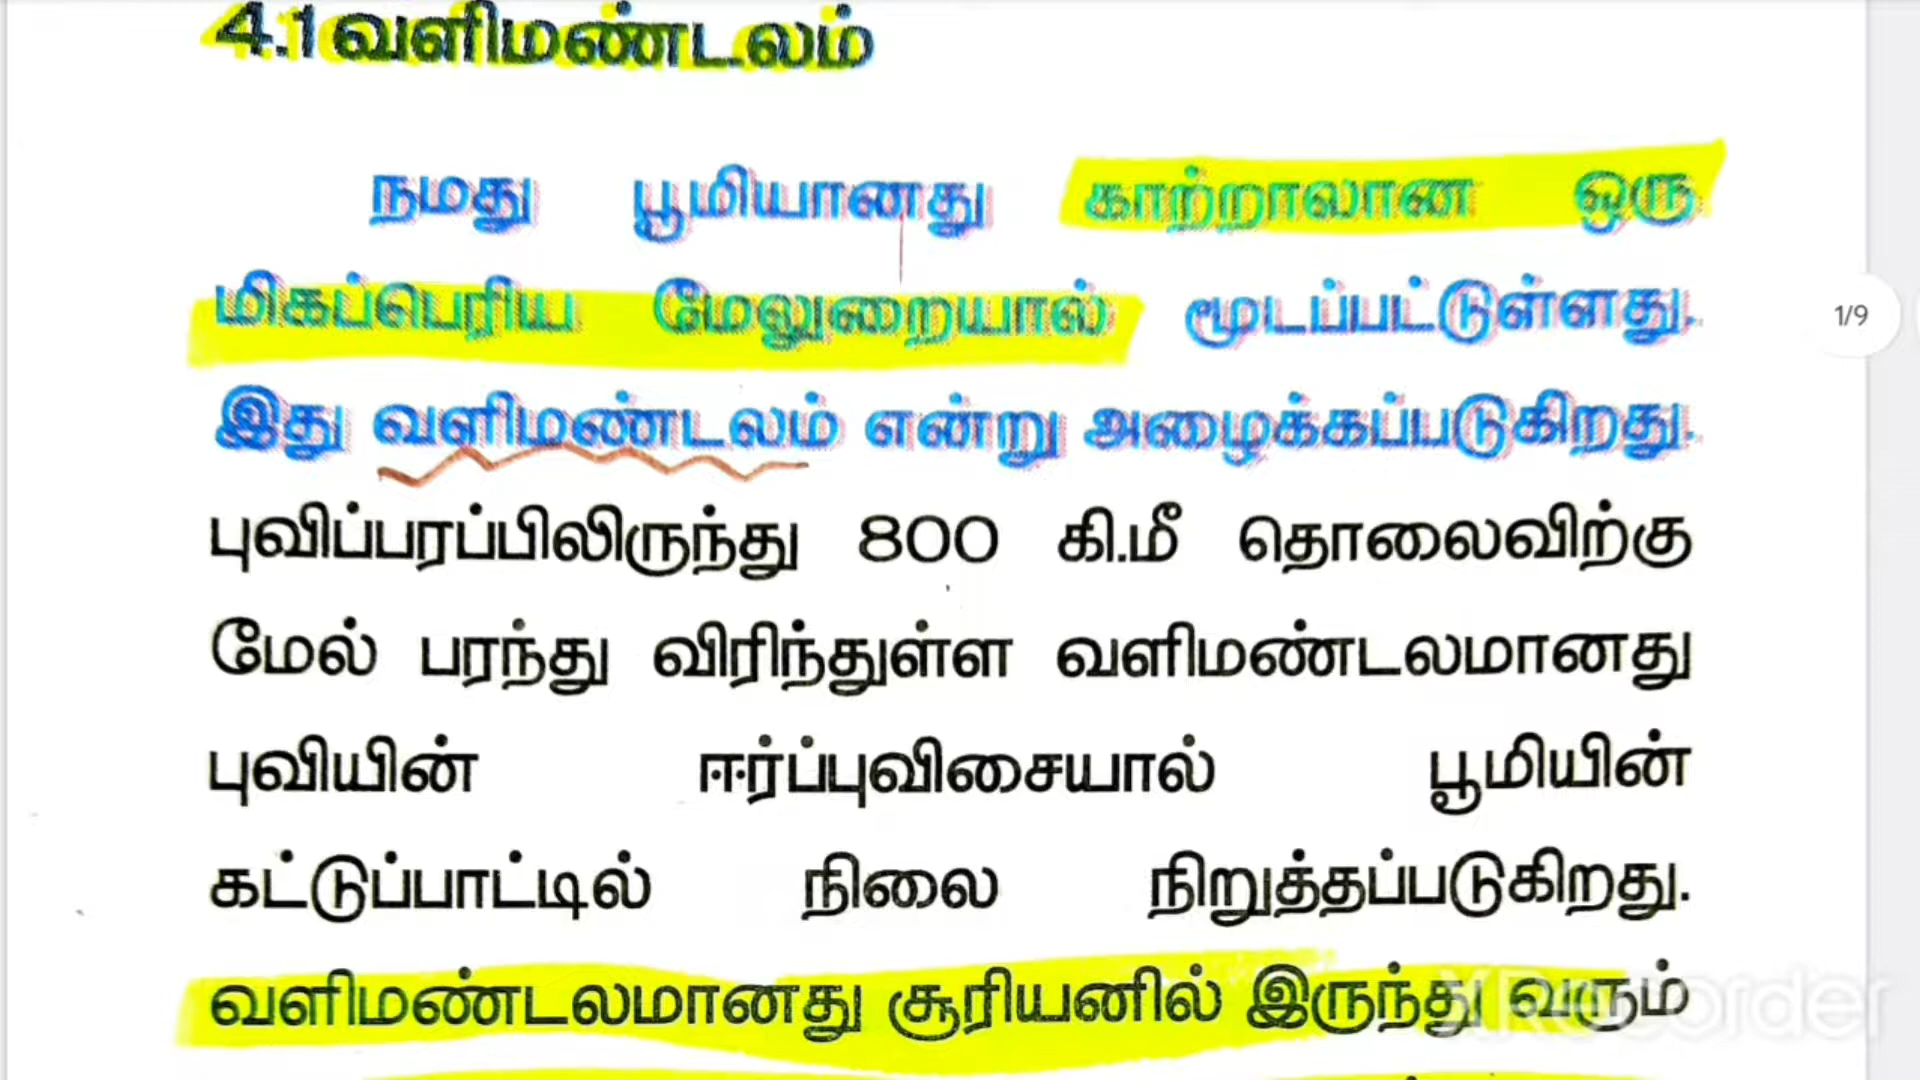 4.1 வளிமண்டலம்
நமது பூமியானது காற்றாலான ஒரு
மிகப்பெரிய மேலுறையால் மூடப்பட்டுள்ளது.
இது வளிமண்டலம் என்று அழைக்கப்படுகிறது.
புவிப்பரப்பிலிருந்து 800 கி.மீ தொலைவிற்கு
மேல் பரந்து விரிந்துள்ள வளிமண்டலமானது
புவியின் ஈர்ப்புவிசையால் பூமியின்
கட்டுப்பாட்டில் நிலை நிறுத்தப்படுகிறது.
வளிமண்டலமானது சூரியனில் இருந்து வரும்
1/9
XRecorder